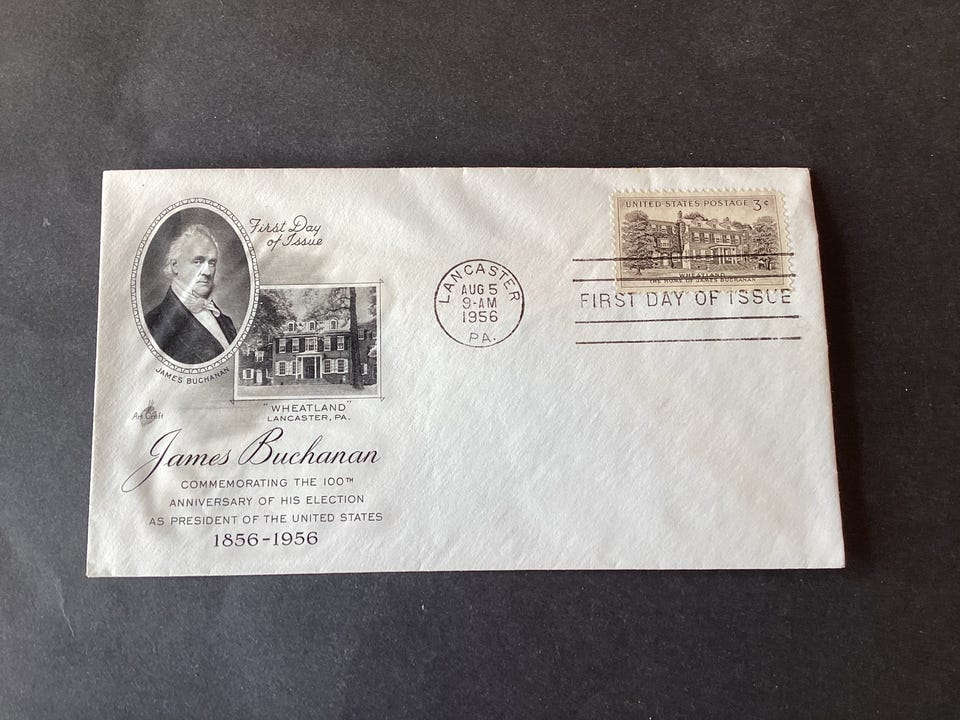 First Day
of Issue
JAMES BUCHANAN
"WHEATLAND"
LANCASTER, PA.
Art Craft
James Buchanan
COMMEMORATING THE 100TH
ANNIVERSARY OF HIS ELECTION
AS PRESIDENT OF THE UNITED STATES
1856-1956
LANCASTER
AUG 5
9-AM
1956
PA.
UNITED STATES POSTAGE 3¢
WHEATLAND
THE HOME OF JAMES BUCHANAN
FIRST DAY OF ISSUE